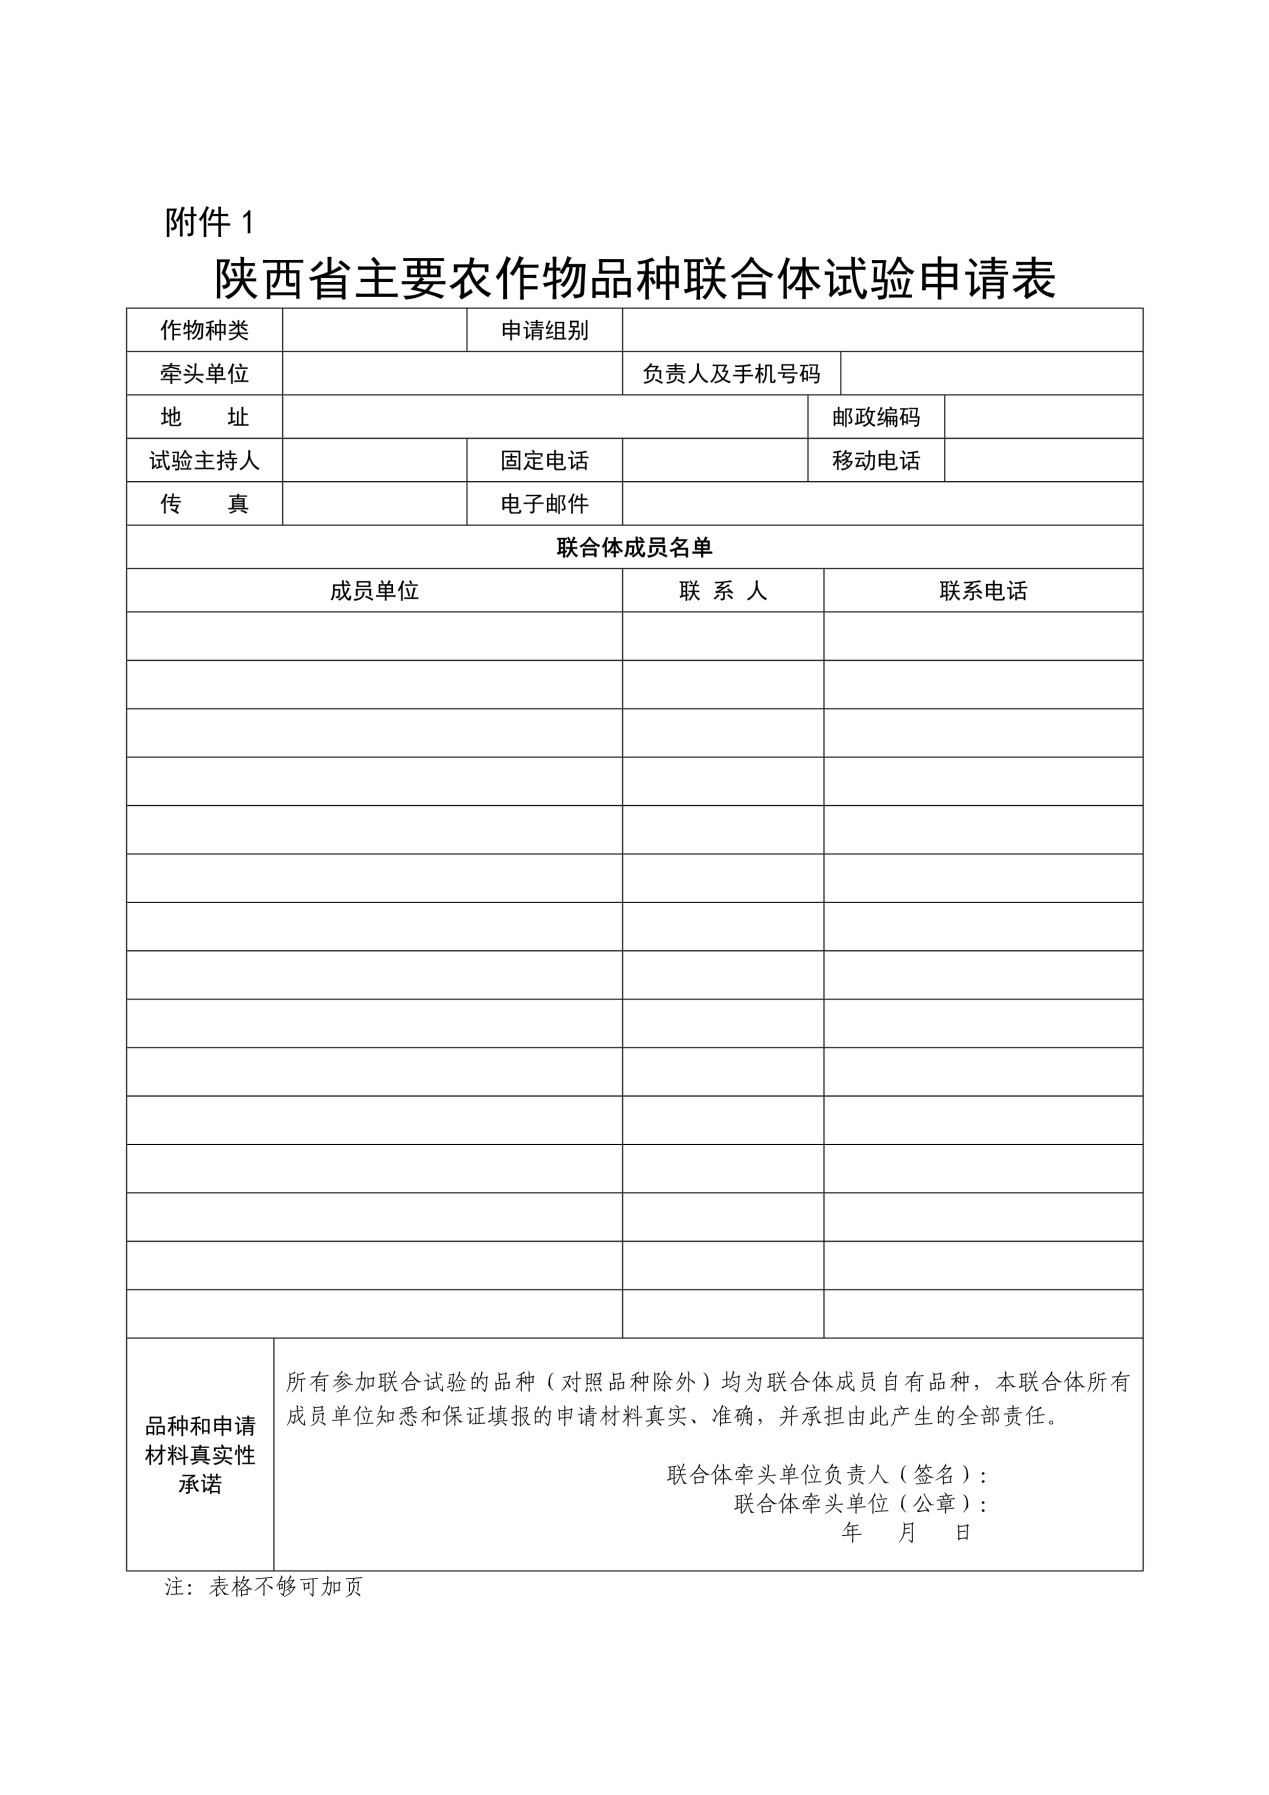 附件1
陕西省主要农作物品种联合体试验申请表
作物种类 申请组别
牵头单位 负责人及手机号码
地 址 邮政编码
试验主持人 固定电话 移动电话
传 真 电子邮件
联合体成员名单
成员单位 联 系 人 联系电话
品种和申请
材料真实性
承诺
所有参加联合试验的品种（对照品种除外）均为联合体成员自有品种，本联合体所有
成员单位知悉和保证填报的申请材料真实、准确，并承担由此产生的全部责任。
联合体牵头单位负责人（签名）：
联合体牵头单位（公章）：
年 月 日
注：表格不够可加页